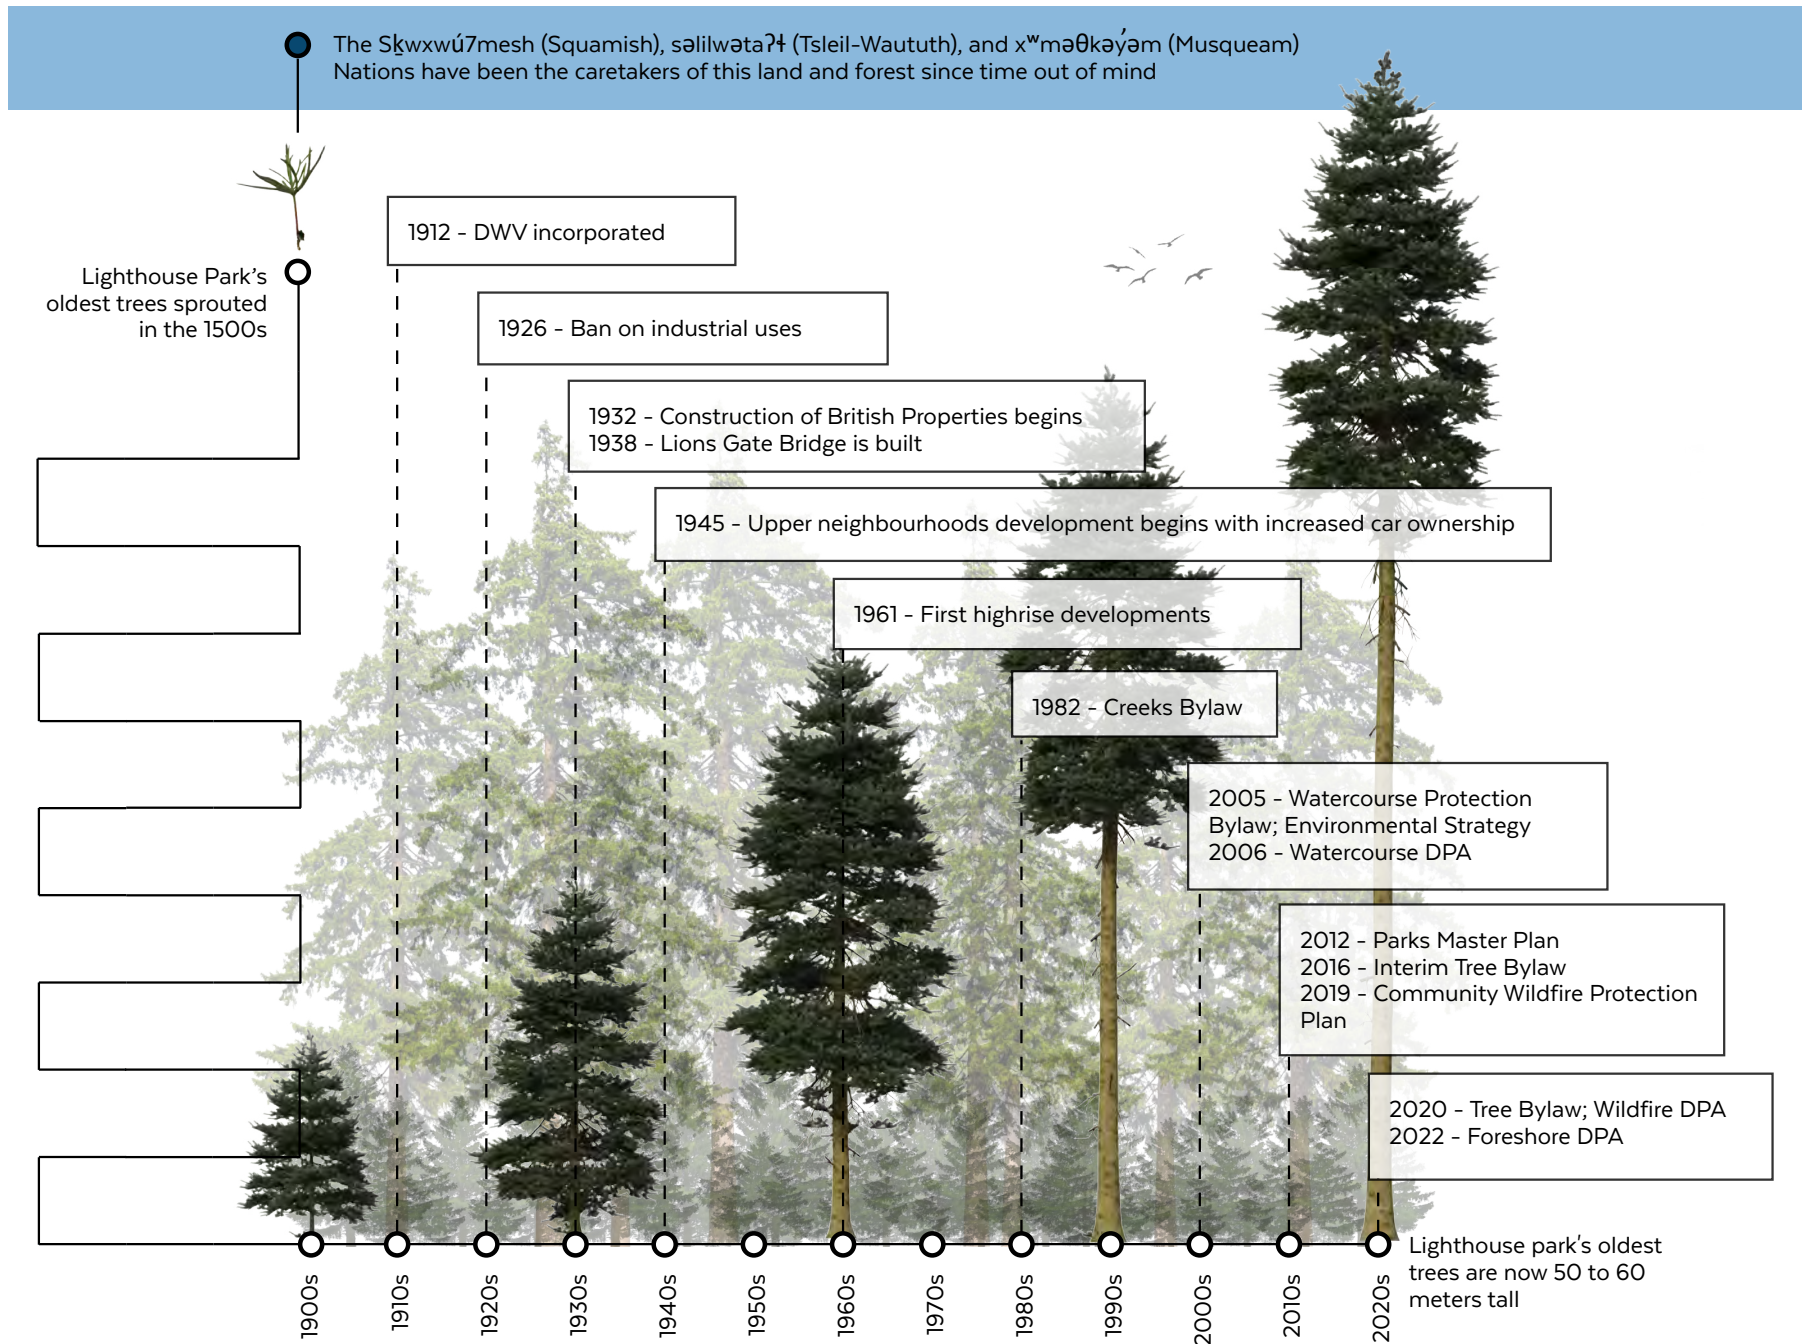 The Sḵwxwú7mesh (Squamish), səlilwətaʔɬ (Tsleil-Waututh), and xʷməθkəy̓əm (Musqueam)
Nations have been the caretakers of this land and forest since time out of mind
Lighthouse Park's
oldest trees sprouted
in the 1500s
1912 - DWV incorporated
1926 - Ban on industrial uses
1932 - Construction of British Properties begins
1938 - Lions Gate Bridge is built
1945 - Upper neighbourhoods development begins with increased car ownership
1961 - First highrise developments
1982 - Creeks Bylaw
2005 - Watercourse Protection
Bylaw; Environmental Strategy
2006 - Watercourse DPA
2012 - Parks Master Plan
2016 - Interim Tree Bylaw
2019 - Community Wildfire Protection
Plan
2020 - Tree Bylaw; Wildfire DPA
2022 - Foreshore DPA
Lighthouse park's oldest
trees are now 50 to 60
meters tall
1900s
1910s
1920s
1930s
1940s
1950s
1960s
1970s
1980s
1990s
2000s
2010s
2020s